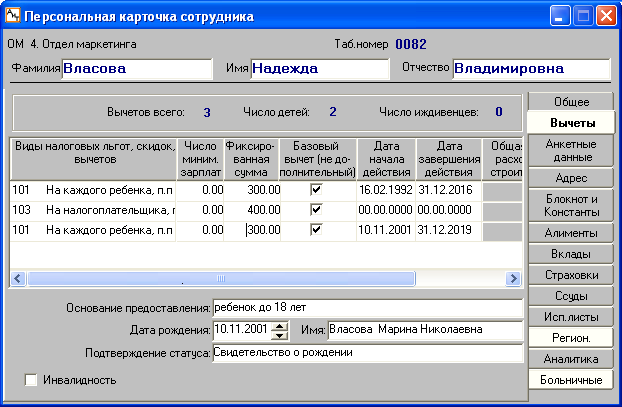 Персональная карточка сотрудника
ОМ 4. Отдел маркетинга Таб.номер 0082
Фамилия Власова Имя Надежда Отчество Владимировна
Вычетов всего: 3 Число детей: 2 Число иждивенцев: 0
Виды налоговых льгот, скидок, вычетов
Число миним. зарплат
Фиксиро- ванная сумма
Базовый вычет (не до- полнительный)
Дата начала действия
Дата завершения действия
Общая расхо строит
101 На каждого ребенка, п.п 0.00 300.00 16.02.1992 31.12.2016
103 На налогоплательщика, г 0.00 400.00 00.00.0000 00.00.0000
101 На каждого ребенка, п.п 0.00 300.00 10.11.2001 31.12.2019
Основание предоставления: ребенок до 18 лет
Дата рождения: 10.11.2001 Имя: Власова Марина Николаевна
Подтверждение статуса: Свидетельство о рождении
Инвалидность
Общее
Вычеты
Анкетные
данные
Адрес
Блокнот и
Константы
Алименты
Вклады
Страховки
Ссуды
Исп.листы
Регион.
Аналитика
Больничные